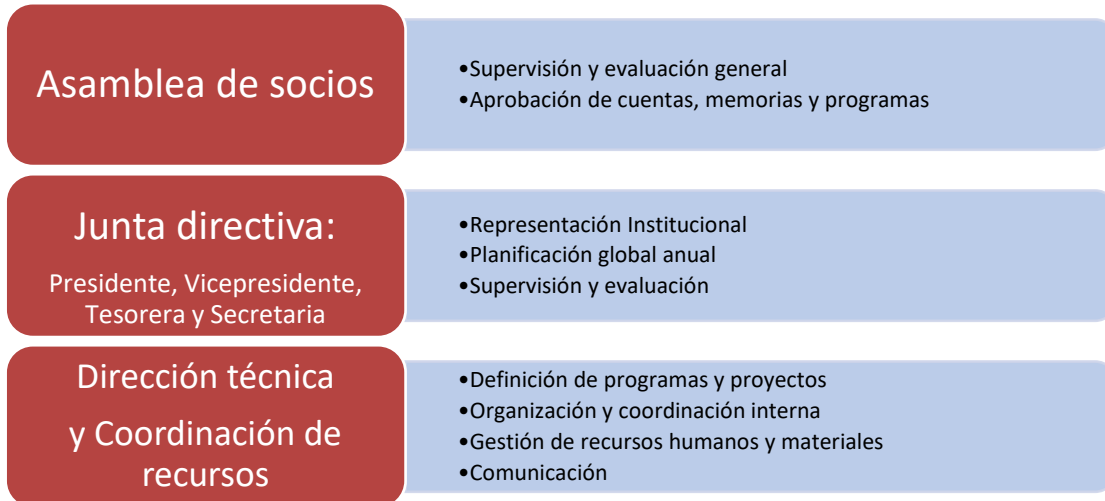 Asamblea de socios
•Supervisión y evaluación general
•Aprobación de cuentas, memorias y programas
Junta directiva:
Presidente, Vicepresidente,
Tesorera y Secretaria
•Representación Institucional
•Planificación global anual
•Supervisión y evaluación
Dirección técnica
y Coordinación de
recursos
•Definición de programas y proyectos
•Organización y coordinación interna
•Gestión de recursos humanos y materiales
•Comunicación